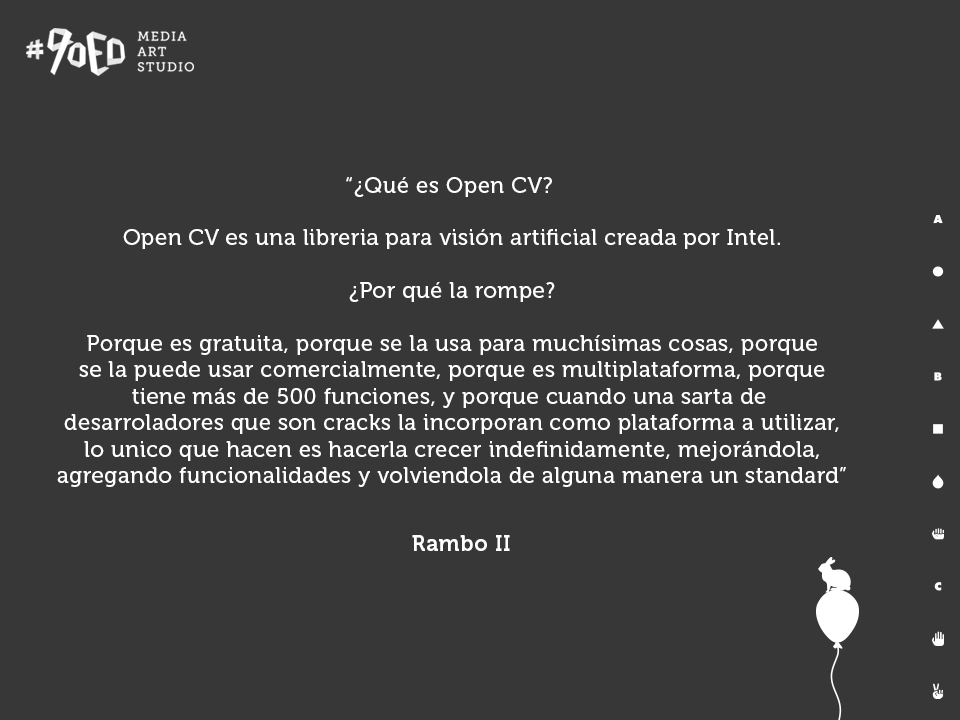 #90ED
MEDIA
ART
STUDIO
“¿Qué es Open CV?
Open CV es una libreria para visión artificial creada por Intel.
¿Por qué la rompe?
Porque es gratuita, porque se la usa para muchísimas cosas, porque
se la puede usar comercialmente, porque es multiplataforma, porque
tiene más de 500 funciones, y porque cuando una sarta de
desarroladores que son cracks la incorporan como plataforma a utilizar,
lo unico que hacen es hacerla crecer indefinidamente, mejorándola,
agregando funcionalidades y volviendola de alguna manera un standard”
Rambo II
A
B
C